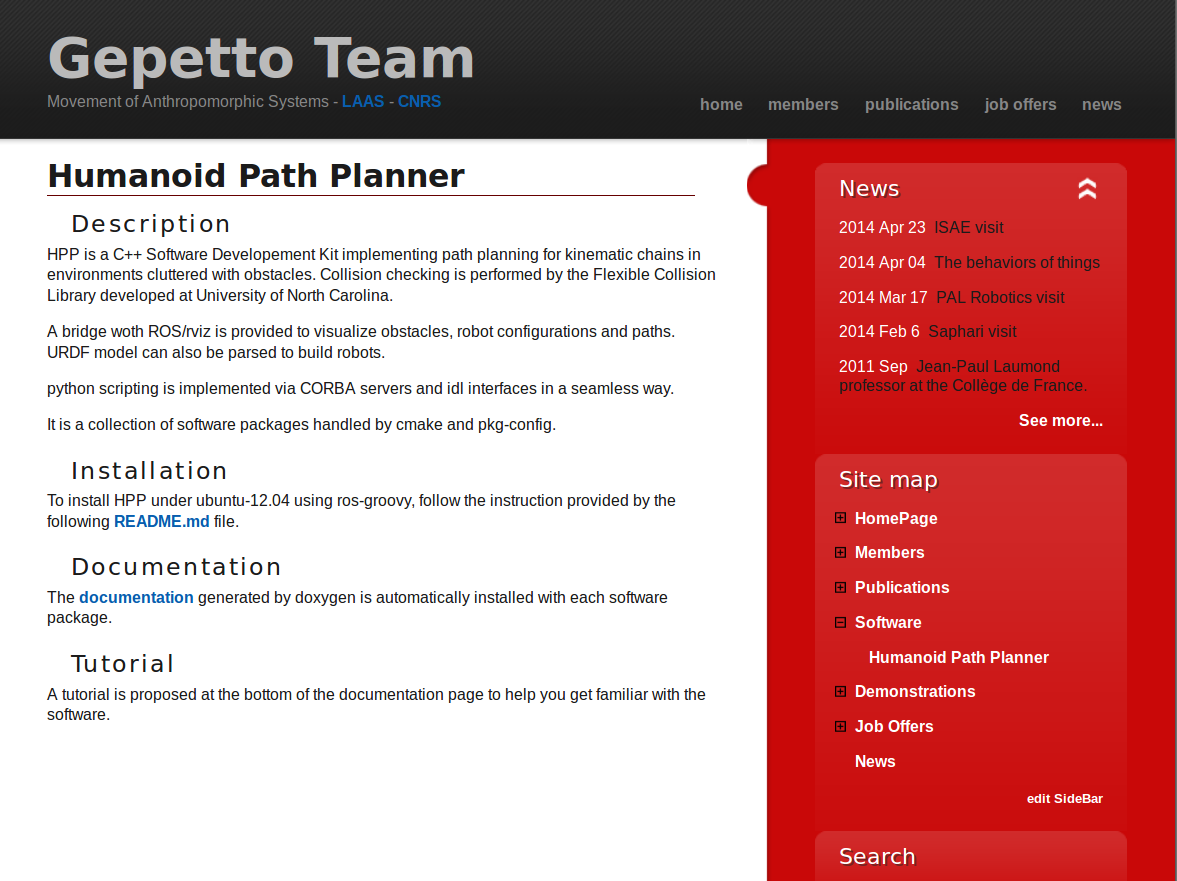 Gepetto Team
Movement of Anthropomorphic Systems - LAAS - CNRS
home members publications job offers news
Humanoid Path Planner
Description
HPP is a C++ Software Developement Kit implementing path planning for kinematic chains in
environments cluttered with obstacles. Collision checking is performed by the Flexible Collision
Library developed at University of North Carolina.
A bridge woth ROS/rviz is provided to visualize obstacles, robot configurations and paths.
URDF model can also be parsed to build robots.
python scripting is implemented via CORBA servers and idl interfaces in a seamless way.
It is a collection of software packages handled by cmake and pkg-config.
Installation
To install HPP under ubuntu-12.04 using ros-groovy, follow the instruction provided by the
following README.md file.
Documentation
The documentation generated by doxygen is automatically installed with each software
package.
Tutorial
A tutorial is proposed at the bottom of the documentation page to help you get familiar with the
software.
News
2014 Apr 23 ISAE visit
2014 Apr 04 The behaviors of things
2014 Mar 17 PAL Robotics visit
2014 Feb 6 Saphari visit
2011 Sep Jean-Paul Laumond
professor at the Collège de France.
See more...
Site map
HomePage
Members
Publications
Software
Humanoid Path Planner
Demonstrations
Job Offers
News
edit SideBar
Search